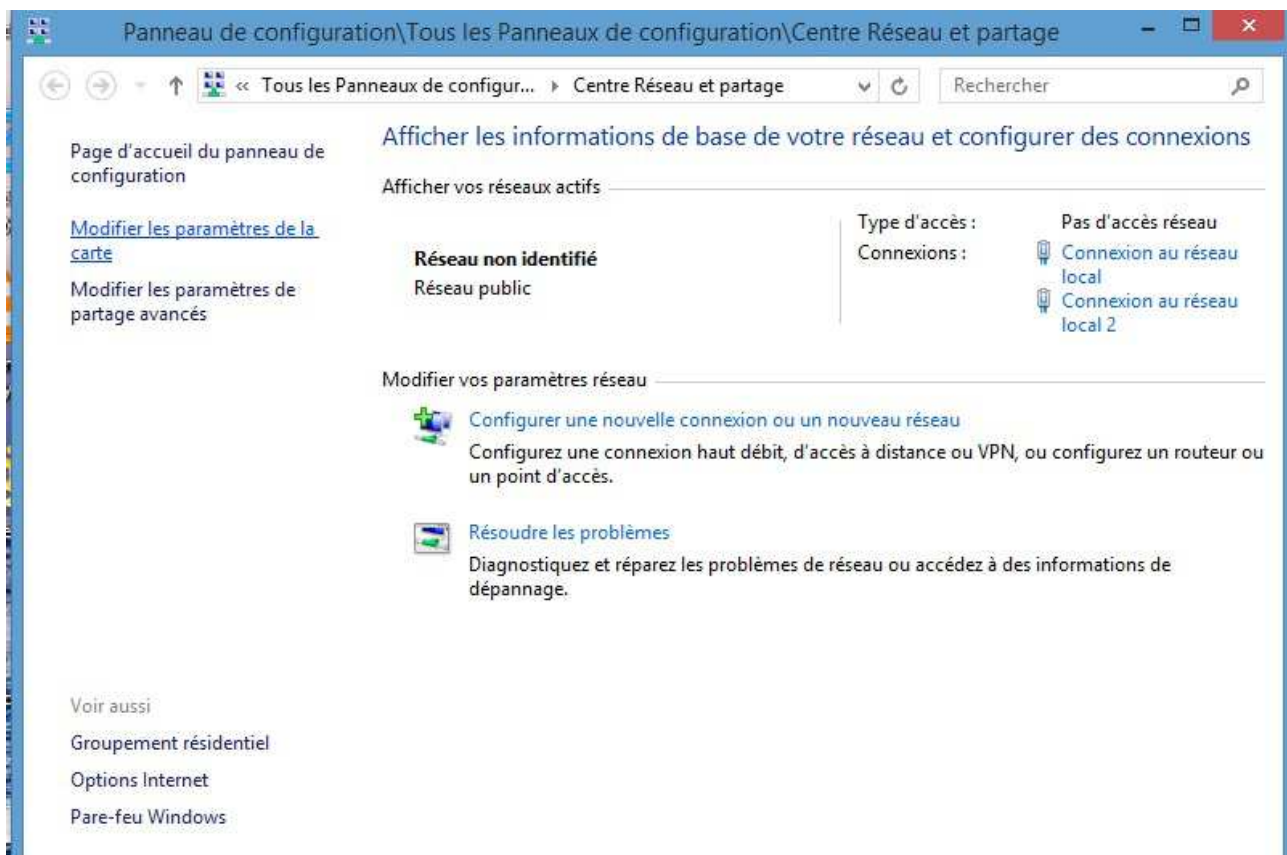 Panneau de configuration\Tous les Panneaux de configuration\Centre Réseau et partage
« Tous les Panneaux de configur... Centre Réseau et partage
Rechercher
Page d'accueil du panneau de
configuration
Modifier les paramètres de la
carte
Modifier les paramètres de
partage avancés
Afficher les informations de base de votre réseau et configurer des connexions
Afficher vos réseaux actifs
Réseau non identifié
Réseau public
Type d'accès : Pas d'accès réseau
Connexions : Connexion au réseau
local
Connexion au réseau
local 2
Modifier vos paramètres réseau
Configurer une nouvelle connexion ou un nouveau réseau
Configurez une connexion haut débit, d'accès à distance ou VPN, ou configurez un routeur ou
un point d'accès.
Résoudre les problèmes
Diagnostiquez et réparez les problèmes de réseau ou accédez à des informations de
dépannage.
Voir aussi
Groupement résidentiel
Options Internet
Pare-feu Windows